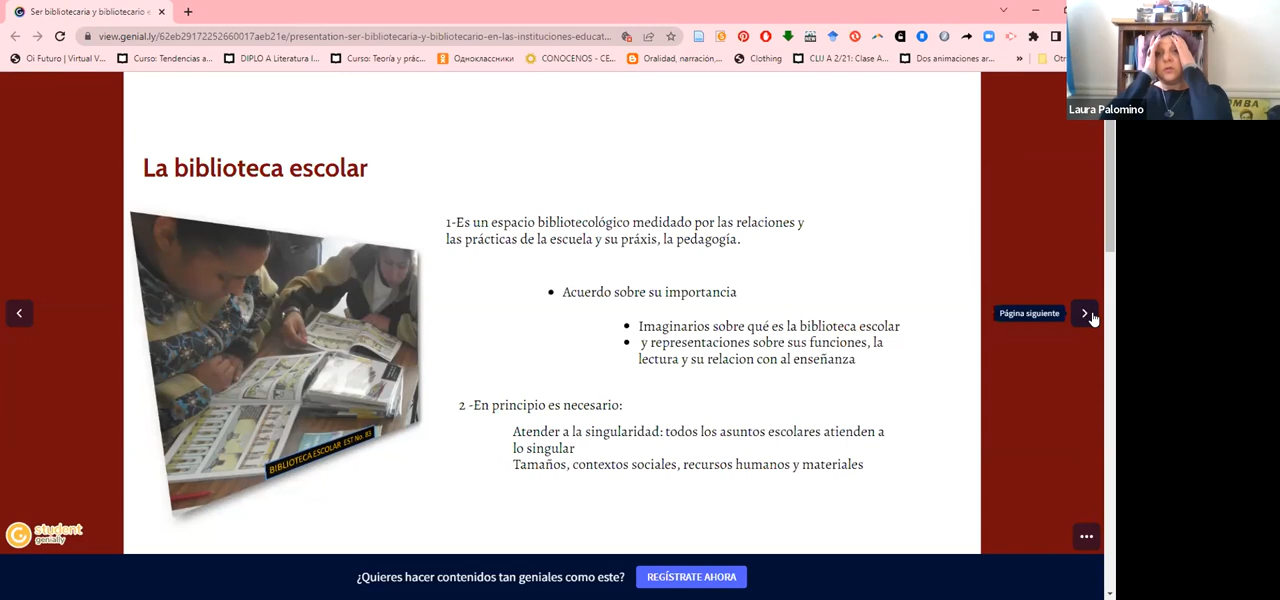 Ser bibliotecaria y bibliotecario e
view.genial.ly/62eb29172252660017aeb21e/presentation-ser-bibliotecaria-y-bibliotecario-en-las-instituciones-educat...
Oi Futuro | Virtual V...
Curso: Tendencias a...
DIPLO A Literatura I...
Curso: Teoría y prác...
Одноклассники
CONOCENOS - CE...
Oralidad, narración,...
Clothing
CLIJ A 2/21: Clase A...
Dos animaciones ar...
»
Otr
NEW
OMBA
Laura Palomino
La biblioteca escolar
1-Es un espacio bibliotecológico medidado por las relaciones y
las prácticas de la escuela y su práxis, la pedagogía.
• Acuerdo sobre su importancia
• Imaginarios sobre qué es la biblioteca escolar
• y representaciones sobre sus funciones, la
lectura y su relacion con al enseñanza
Página siguiente
2 -En principio es necesario:
Atender a la singularidad: todos los asuntos escolares atienden a
lo singular
Tamaños, contextos sociales, recursos humanos y materiales
BIBLIOTECA ESCOLAR EST No. 83
student
genially
¿Quieres hacer contenidos tan geniales como este?
REGÍSTRATE AHORA